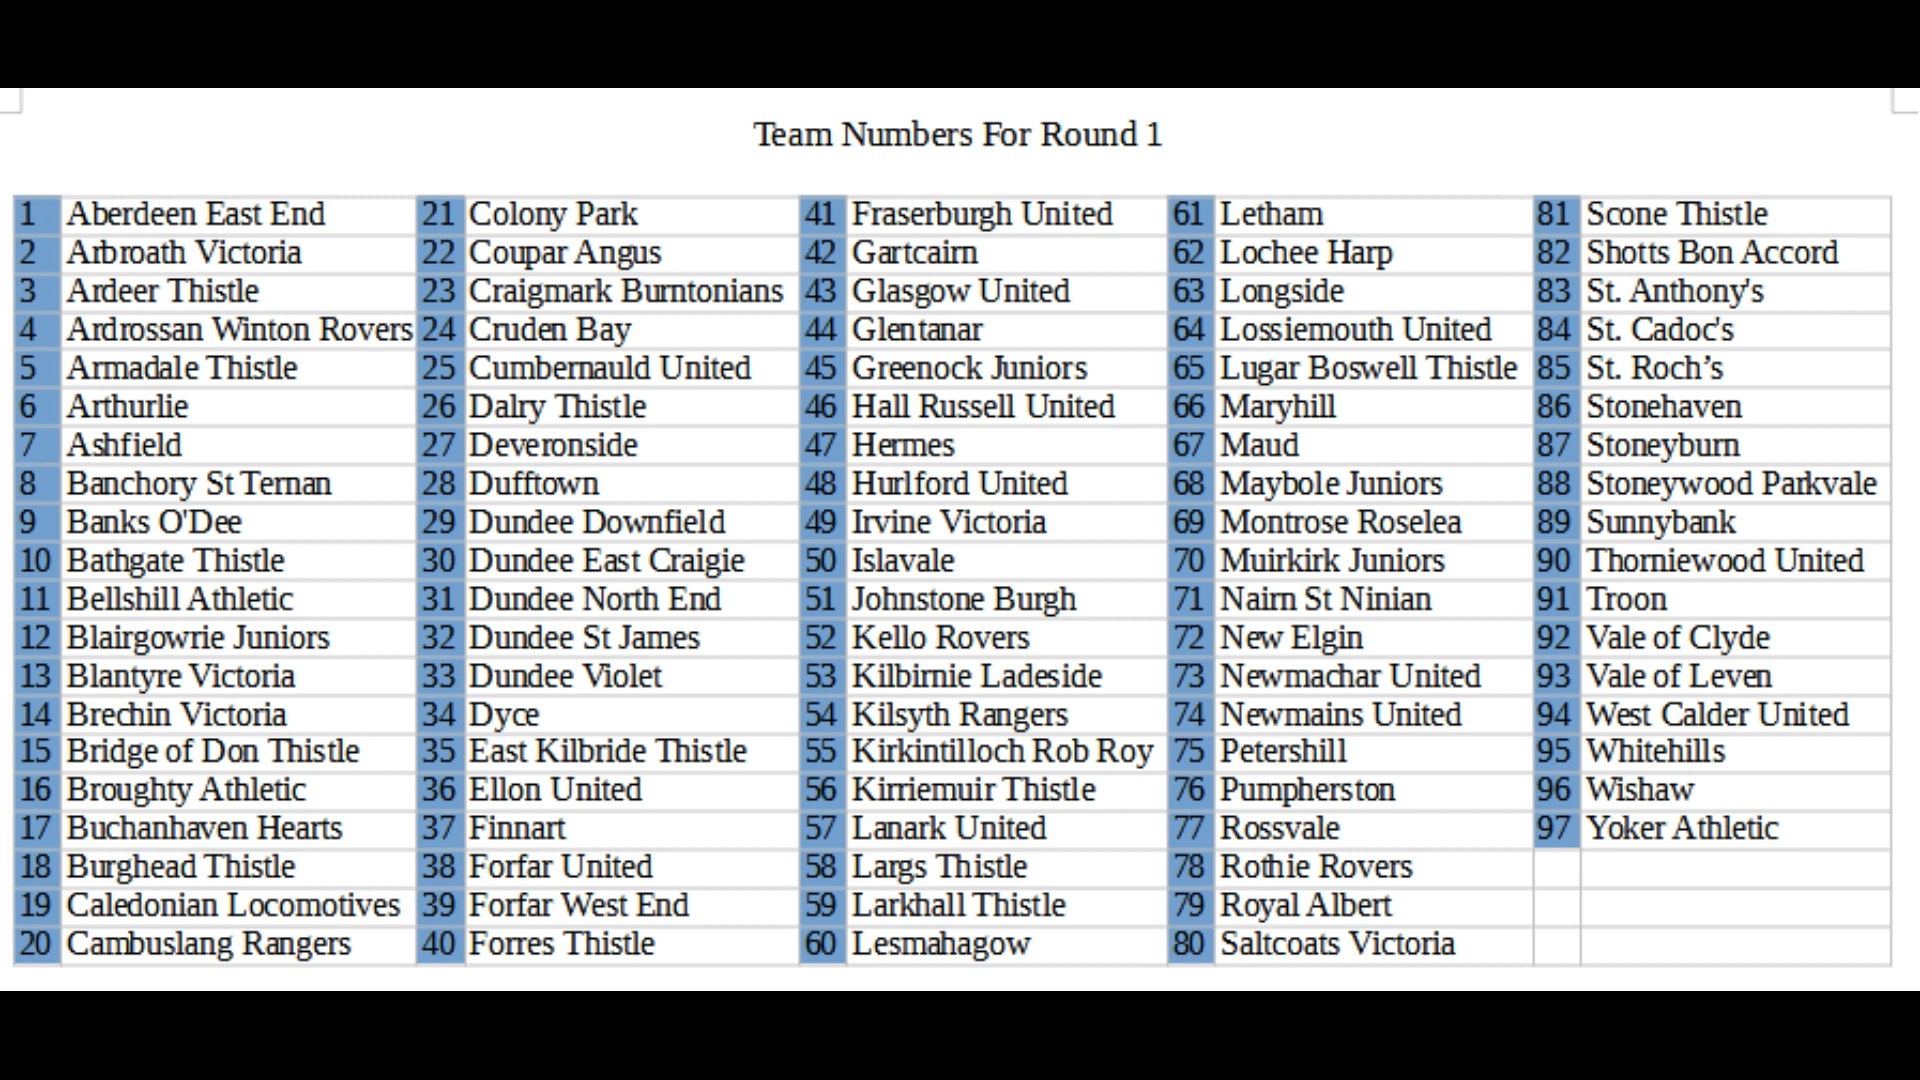 Team Numbers For Round 1
1 Aberdeen East End 21 Colony Park 41 Fraserburgh United 61 Letham 81 Scone Thistle
2 Arbroath Victoria 22 Coupar Angus 42 Gartcairn 62 Lochee Harp 82 Shotts Bon Accord
3 Ardeer Thistle 23 Craigmark Burntonians 43 Glasgow United 63 Longside 83 St. Anthony's
4 Ardrossan Winton Rovers 24 Cruden Bay 44 Glentanar 64 Lossiemouth United 84 St. Cadoc's
5 Armadale Thistle 25 Cumbernauld United 45 Greenock Juniors 65 Lugar Boswell Thistle 85 St. Roch’s
6 Arthurlie 26 Dalry Thistle 46 Hall Russell United 66 Maryhill 86 Stonehaven
7 Ashfield 27 Deveronside 47 Hermes 67 Maud 87 Stoneyburn
8 Banchory St Ternan 28 Dufftown 48 Hurlford United 68 Maybole Juniors 88 Stoneywood Parkvale
9 Banks O'Dee 29 Dundee Downfield 49 Irvine Victoria 69 Montrose Roselea 89 Sunnybank
10 Bathgate Thistle 30 Dundee East Craigie 50 Islavale 70 Muirkirk Juniors 90 Thorniewood United
11 Bellshill Athletic 31 Dundee North End 51 Johnstone Burgh 71 Nairn St Ninian 91 Troon
12 Blairgowrie Juniors 32 Dundee St James 52 Kello Rovers 72 New Elgin 92 Vale of Clyde
13 Blantyre Victoria 33 Dundee Violet 53 Kilbirnie Ladeside 73 Newmachar United 93 Vale of Leven
14 Brechin Victoria 34 Dyce 54 Kilsyth Rangers 74 Newmains United 94 West Calder United
15 Bridge of Don Thistle 35 East Kilbride Thistle 55 Kirkintilloch Rob Roy 75 Petershill 95 Whitehills
16 Broughty Athletic 36 Ellon United 56 Kirriemuir Thistle 76 Pumpherston 96 Wishaw
17 Buchanhaven Hearts 37 Finnart 57 Lanark United 77 Rossvale 97 Yoker Athletic
18 Burghead Thistle 38 Forfar United 58 Largs Thistle 78 Rothie Rovers
19 Caledonian Locomotives 39 Forfar West End 59 Larkhall Thistle 79 Royal Albert
20 Cambuslang Rangers 40 Forres Thistle 60 Lesmahagow 80 Saltcoats Victoria